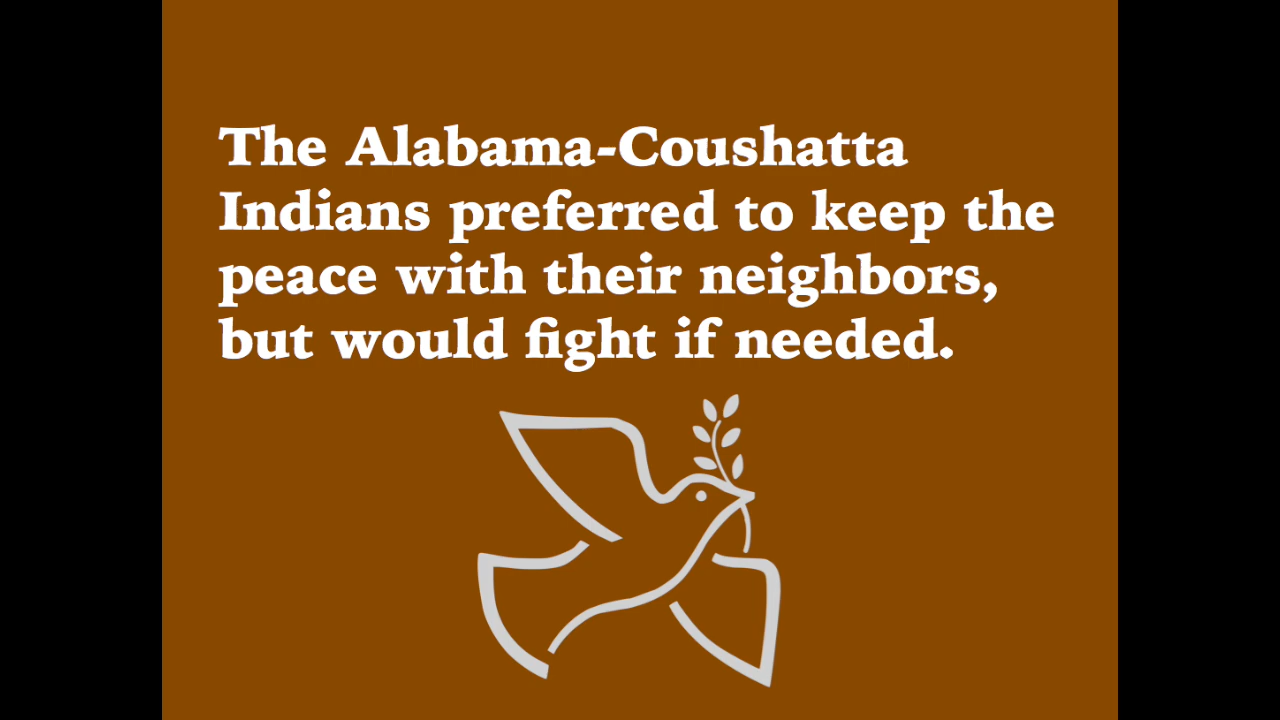 The Alabama-Coushatta
Indians preferred to keep the
peace with their neighbors,
but would fight if needed.